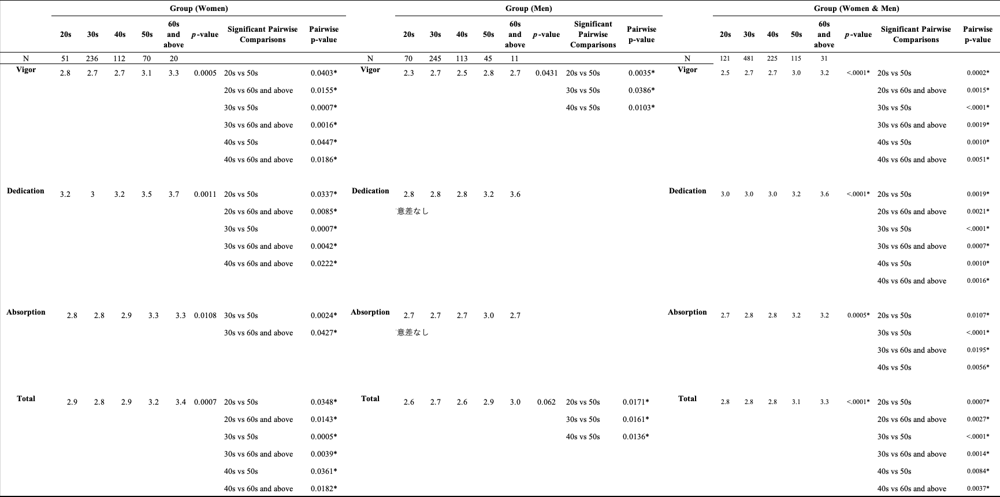 Group (Women) Group (Men) Group (Women & Men)
20s 30s 40s 50s 60s and above p-value Significant Pairwise Comparisons Pairwise p-value 20s 30s 40s 50s 60s and above p-value Significant Pairwise Comparisons Pairwise p-value 20s 30s 40s 50s 60s and above p-value Significant Pairwise Comparisons Pairwise p-value
N 51 236 112 70 20 N 70 245 113 45 11 N 121 481 225 115 31
Vigor 2.8 2.7 2.7 3.1 3.3 0.0005 20s vs 50s 0.0403* Vigor 2.3 2.7 2.5 2.8 2.7 0.0431 20s vs 50s 0.0035* Vigor 2.5 2.7 2.7 3.0 3.2 <.0001* 20s vs 50s 0.0002*
20s vs 60s and above 0.0155* 30s vs 50s 0.0386* 20s vs 60s and above 0.0015*
30s vs 50s 0.0007* 40s vs 50s 0.0103* 30s vs 50s <.0001*
30s vs 60s and above 0.0016* 30s vs 60s and above 0.0019*
40s vs 50s 0.0447* 40s vs 50s 0.0010*
40s vs 60s and above 0.0186* 40s vs 60s and above 0.0051*
Dedication 3.2 3 3.2 3.5 3.7 0.0011 20s vs 50s 0.0337* Dedication 2.8 2.8 2.8 3.2 3.6 Dedication 3.0 3.0 3.0 3.2 3.6 <.0001* 20s vs 50s 0.0019*
20s vs 60s and above 0.0085* 意差なし 20s vs 60s and above 0.0021*
30s vs 50s 0.0007* 30s vs 50s <.0001*
30s vs 60s and above 0.0042* 30s vs 60s and above 0.0007*
40s vs 60s and above 0.0222* 40s vs 50s 0.0010*
40s vs 60s and above 0.0016*
Absorption 2.8 2.8 2.9 3.3 3.3 0.0108 30s vs 50s 0.0024* Absorption 2.7 2.7 2.7 3.0 2.7 Absorption 2.7 2.8 2.8 3.2 3.2 0.0005* 20s vs 50s 0.0107*
30s vs 60s and above 0.0427* 意差なし 30s vs 50s <.0001*
30s vs 60s and above 0.0195*
40s vs 50s 0.0056*
Total 2.9 2.8 2.9 3.2 3.4 0.0007 20s vs 50s 0.0348* Total 2.6 2.7 2.6 2.9 3.0 0.062 20s vs 50s 0.0171* Total 2.8 2.8 2.8 3.1 3.3 <.0001* 20s vs 50s 0.0007*
20s vs 60s and above 0.0143* 30s vs 50s 0.0161* 20s vs 60s and above 0.0027*
30s vs 50s 0.0005* 40s vs 50s 0.0136* 30s vs 50s <.0001*
30s vs 60s and above 0.0039* 30s vs 60s and above 0.0014*
40s vs 50s 0.0361* 40s vs 50s 0.0084*
40s vs 60s and above 0.0182* 40s vs 60s and above 0.0037*